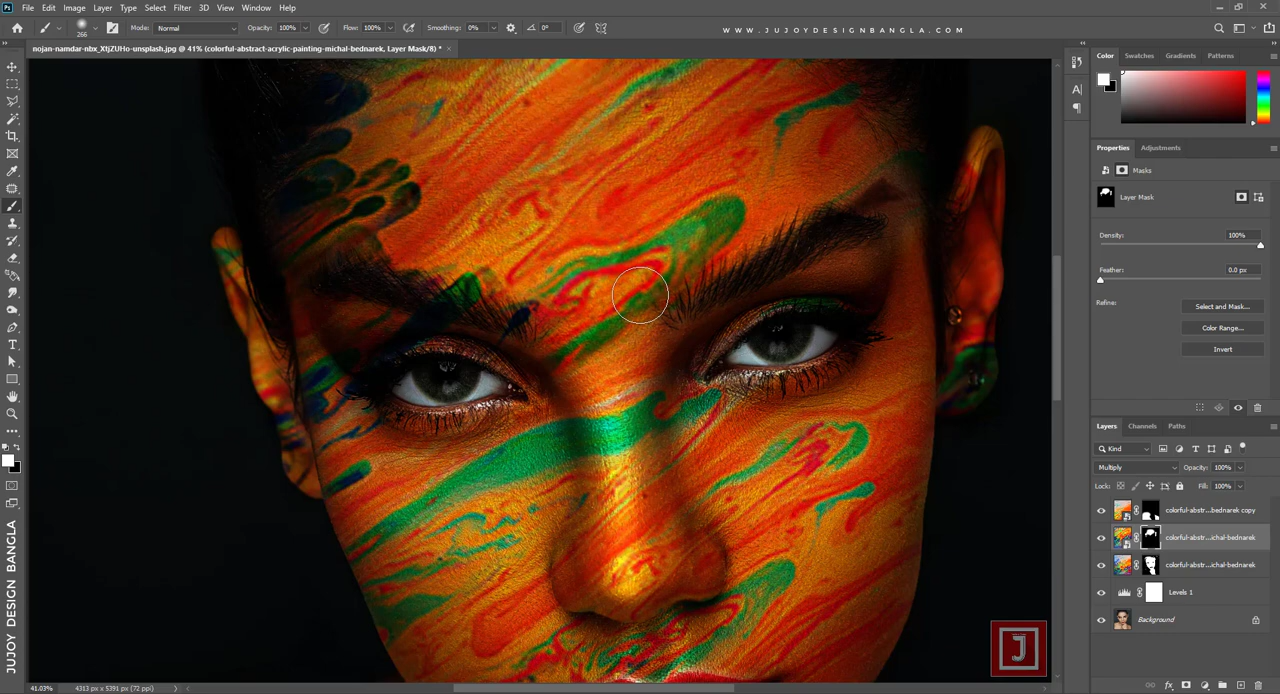 Ps File Edit Image Layer Type Select Filter 3D View Window Help
266 Mode: Normal Opacity: 100% Flow: 100% Smoothing: 0% 0° WWW.JUJOYDESIGNBANGLA.COM
nojan-namdar-nbx_XtjZUHo-unsplash.jpg @ 41% (colorful-abstract-acrylic-painting-michal-bednarek, Layer Mask/8) *
Color Swatches Gradients Patterns
Properties Adjustments
Masks
Layer Mask
Density: 100%
Feather: 0.0 px
Refine: Select and Mask...
Color Range...
Invert
Layers Channels Paths
Kind
Multiply Opacity: 100%
Lock: Fill: 100%
colorful-abstr...bednarek copy
colorful-abstr...ichal-bednarek
colorful-abstr...ichal-bednarek
Levels 1
Background
JUJOY DESIGN BANGLA
J
41.03% 4313 px x 5391 px (72 ppi)